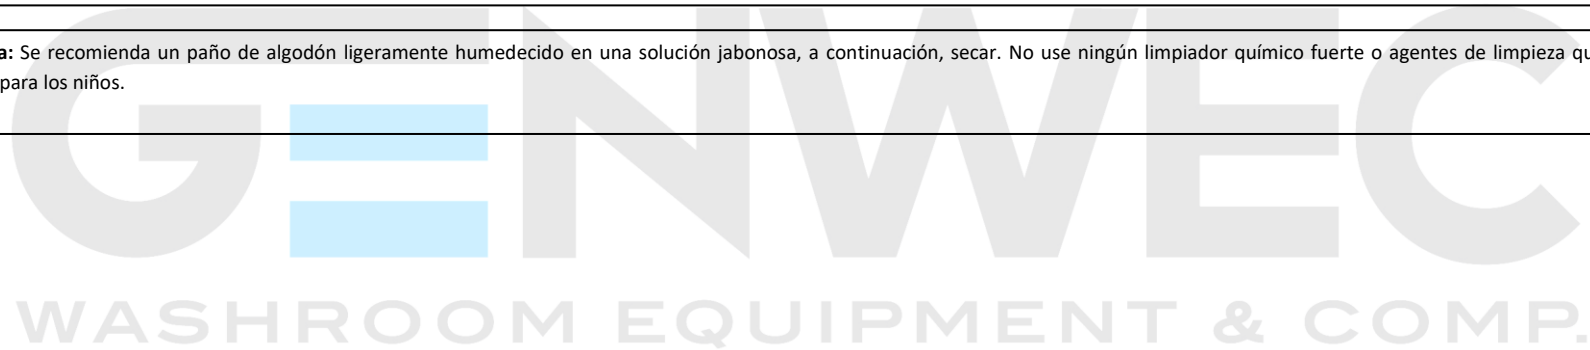 a: Se recomienda un paño de algodón ligeramente humedecido en una solución jabonosa, a continuación, secar. No use ningún limpiador químico fuerte o agentes de limpieza qu
para los niños.
GENWEC
WASHROOM EQUIPMENT & COMP.